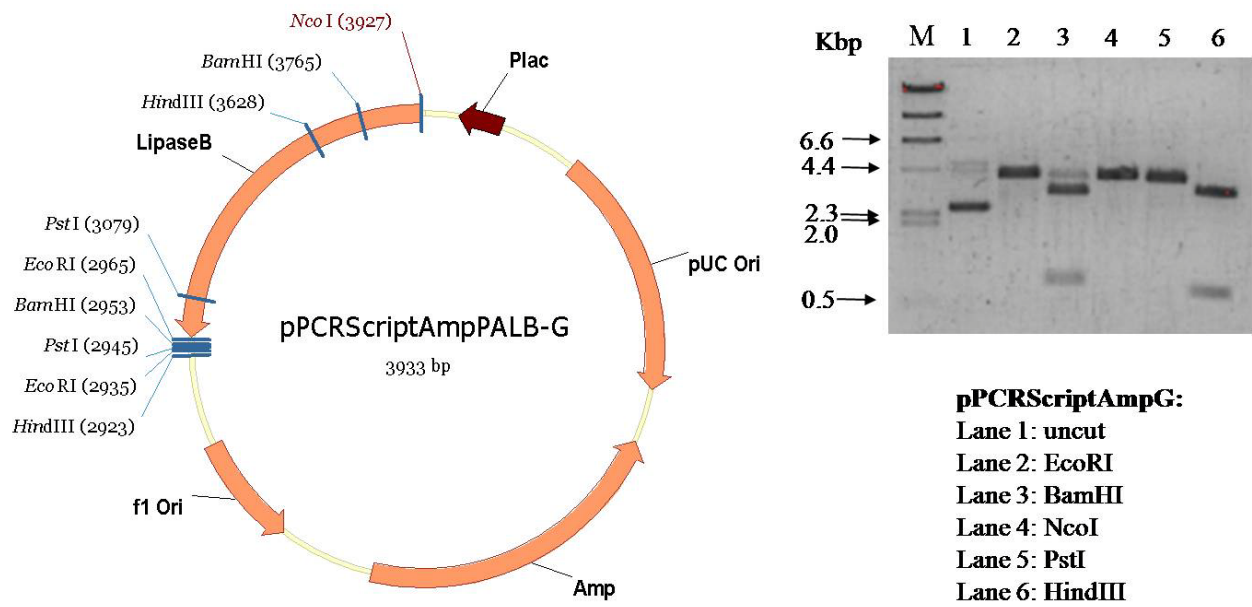 NcoI (3927)
BamHI (3765)
HindIII (3628)
LipaseB
PstI (3079)
EcoRI (2965)
BamHI (2953)
PstI (2945)
EcoRI (2935)
HindIII (2923)
f1 Ori
Plac
pUC Ori
Amp
pPCRScriptAmpPALB-G
3933 bp
Kbp M 1 2 3 4 5 6
6.6
4.4
2.3
2.0
0.5
pPCRScriptAmpG:
Lane 1: uncut
Lane 2: EcoRI
Lane 3: BamHI
Lane 4: NcoI
Lane 5: PstI
Lane 6: HindIII